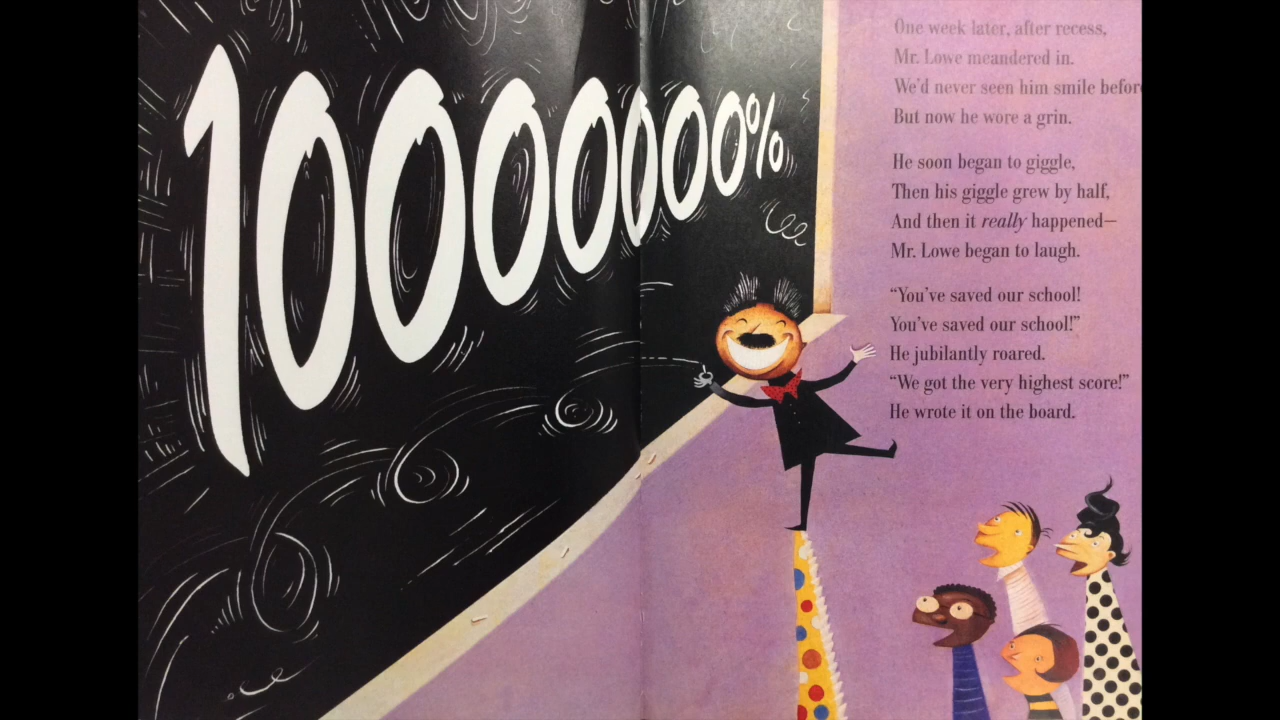 10000000%
One week later, after recess,
Mr. Lowe meandered in.
We'd never seen him smile befor
But now he wore a grin.
He soon began to giggle,
Then his giggle grew by half,
And then it really happened—
Mr. Lowe began to laugh.
“You've saved our school!
You've saved our school!”
He jubilantly roared.
“We got the very highest score!”
He wrote it on the board.